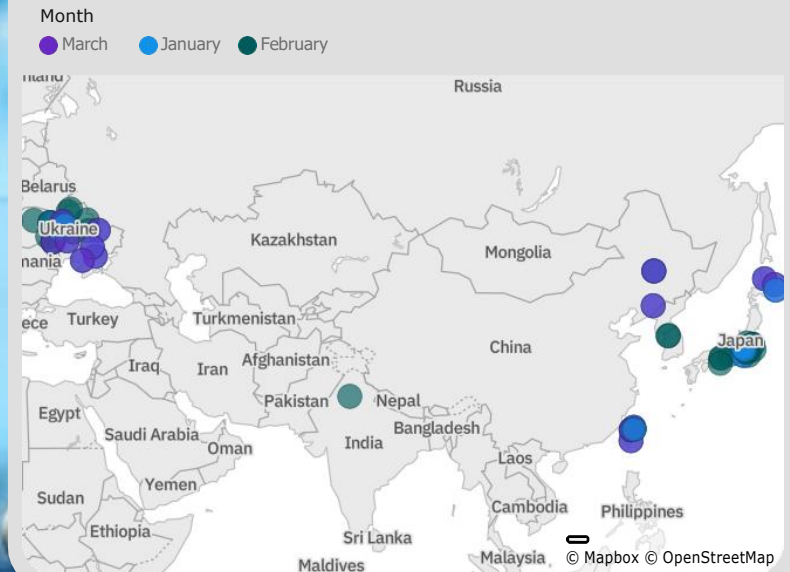 Month
March January February
Russia
Belarus
Ukraine
Kazakhstan
Mongolia
Turkey
Turkmenistan
Japan
China
Iraq
Iran
Afghanistan
Pakistan
Nepal
Egypt
Saudi Arabia
Bangladesh
India
Oman
Laos
Yemen
Sudan
Cambodia
Philippines
Ethiopia
Sri Lanka
Malaysia
Maldives
© Mapbox © OpenStreetMap